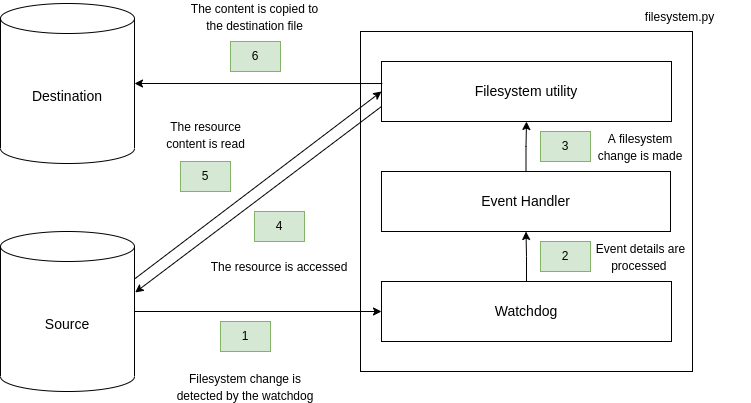 The content is copied to
the destination file
filesystem.py
6
Destination
Filesystem utility
The resource
content is read
3
A filesystem
change is made
5
Event Handler
4
The resource is accessed
2
Event details are
processed
Source
Watchdog
1
Filesystem change is
detected by the watchdog